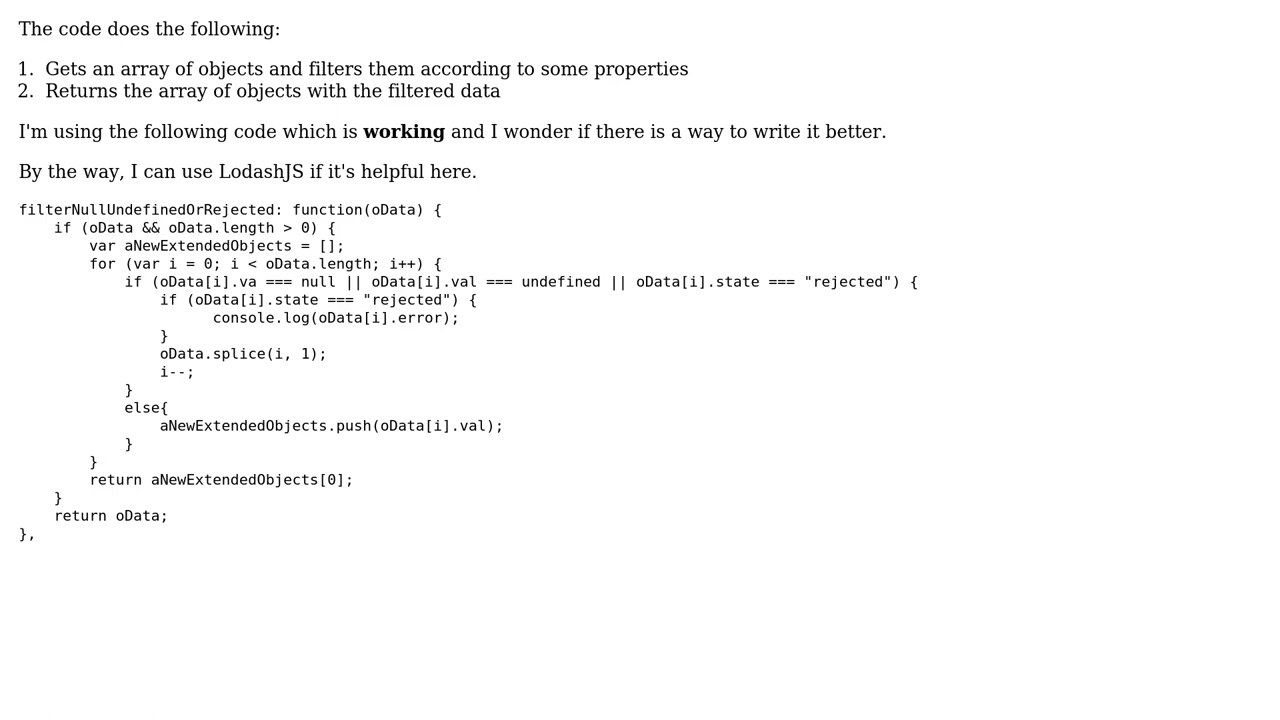 The code does the following:
1. Gets an array of objects and filters them according to some properties
2. Returns the array of objects with the filtered data
I'm using the following code which is working and I wonder if there is a way to write it better.
By the way, I can use LodashJS if it's helpful here.
filterNullUndefinedOrRejected: function(oData) {
    if (oData && oData.length > 0) {
        var aNewExtendedObjects = [];
        for (var i = 0; i < oData.length; i++) {
            if (oData[i].va === null || oData[i].val === undefined || oData[i].state === "rejected") {
                if (oData[i].state === "rejected") {
                      console.log(oData[i].error);
                }
                oData.splice(i, 1);
                i--;
            }
            else{
                aNewExtendedObjects.push(oData[i].val);
            }
        }
        return aNewExtendedObjects[0];
    }
    return oData;
},